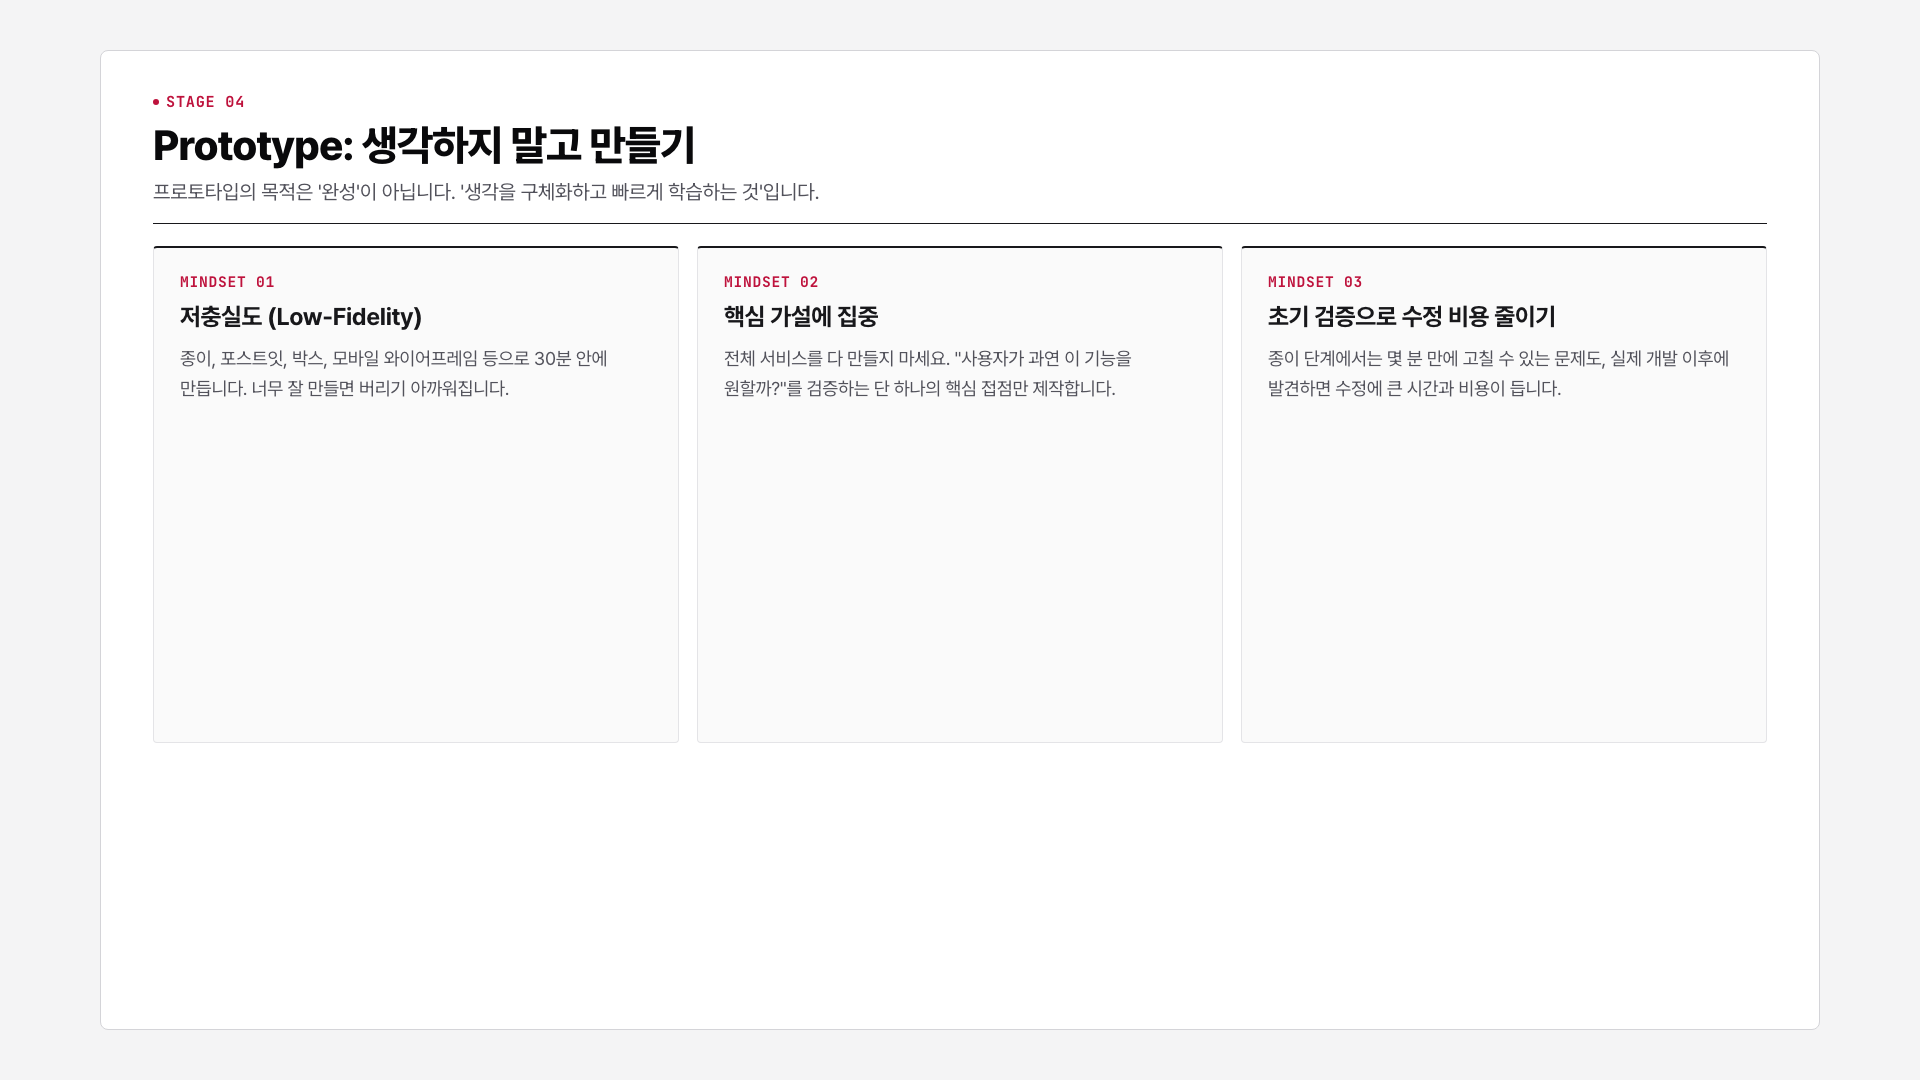 STAGE 04
Prototype: 생각하지 말고 만들기
프로토타입의 목적은 '완성'이 아닙니다. '생각을 구체화하고 빠르게 학습하는 것'입니다.
MINDSET 01
저충실도 (Low-Fidelity)
종이, 포스트잇, 박스, 모바일 와이어프레임 등으로 30분 안에
만듭니다. 너무 잘 만들면 버리기 아까워집니다.
MINDSET 02
핵심 가설에 집중
전체 서비스를 다 만들지 마세요. "사용자가 과연 이 기능을
원할까?"를 검증하는 단 하나의 핵심 접점만 제작합니다.
MINDSET 03
초기 검증으로 수정 비용 줄이기
종이 단계에서는 몇 분 만에 고칠 수 있는 문제도, 실제 개발 이후에
발견하면 수정에 큰 시간과 비용이 듭니다.